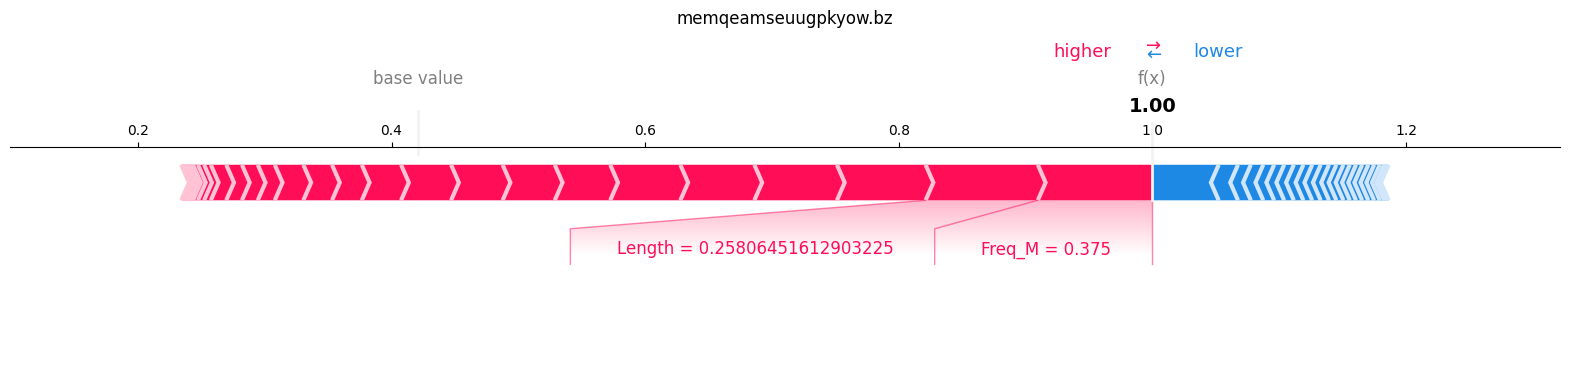 memqeamseuugpkyow.bz
higher ⇄ lower
base value f(x)
1.00
0.2 0.4 0.6 0.8 1.0 1.2
Length = 0.25806451612903225 Freq_M = 0.375